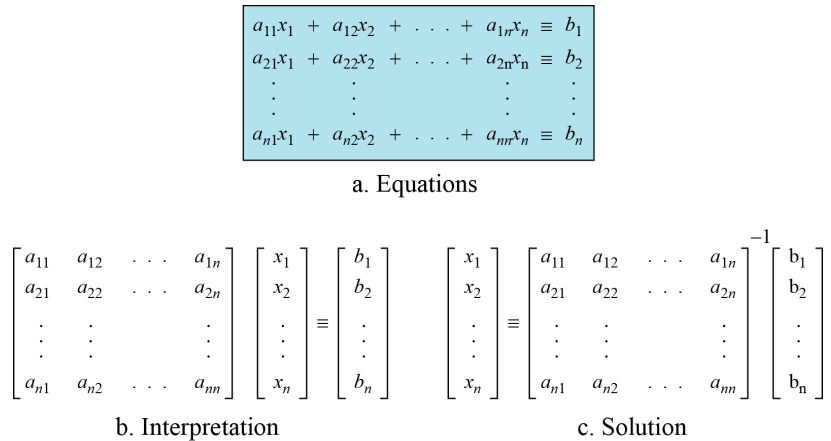 a₁₁x₁ + a₁₂x₂ + . . . + a₁ₙxₙ ≡ b₁
a₂₁x₁ + a₂₂x₂ + . . . + a₂ₙxₙ ≡ b₂
. . . .
. . . .
. . . .
aₙ₁x₁ + aₙ₂x₂ + . . . + aₙₙxₙ ≡ bₙ
a. Equations
[a₁₁ a₁₂ . . . a₁ₙ] [x₁] [b₁]
[a₂₁ a₂₂ . . . a₂ₙ] [x₂] [b₂]
[. . .] [.] ≡ [.]
[. . .] [.] [.]
[. . .] [.] [.]
[aₙ₁ aₙ₂ . . . aₙₙ] [xₙ] [bₙ]
b. Interpretation
[x₁] [a₁₁ a₁₂ . . . a₁ₙ]⁻¹ [b₁]
[x₂] [a₂₁ a₂₂ . . . a₂ₙ] [b₂]
[.] ≡ [. . .] [.]
[.] [. . .] [.]
[.] [. . .] [.]
[xₙ] [aₙ₁ aₙ₂ . . . aₙₙ] [bₙ]
c. Solution